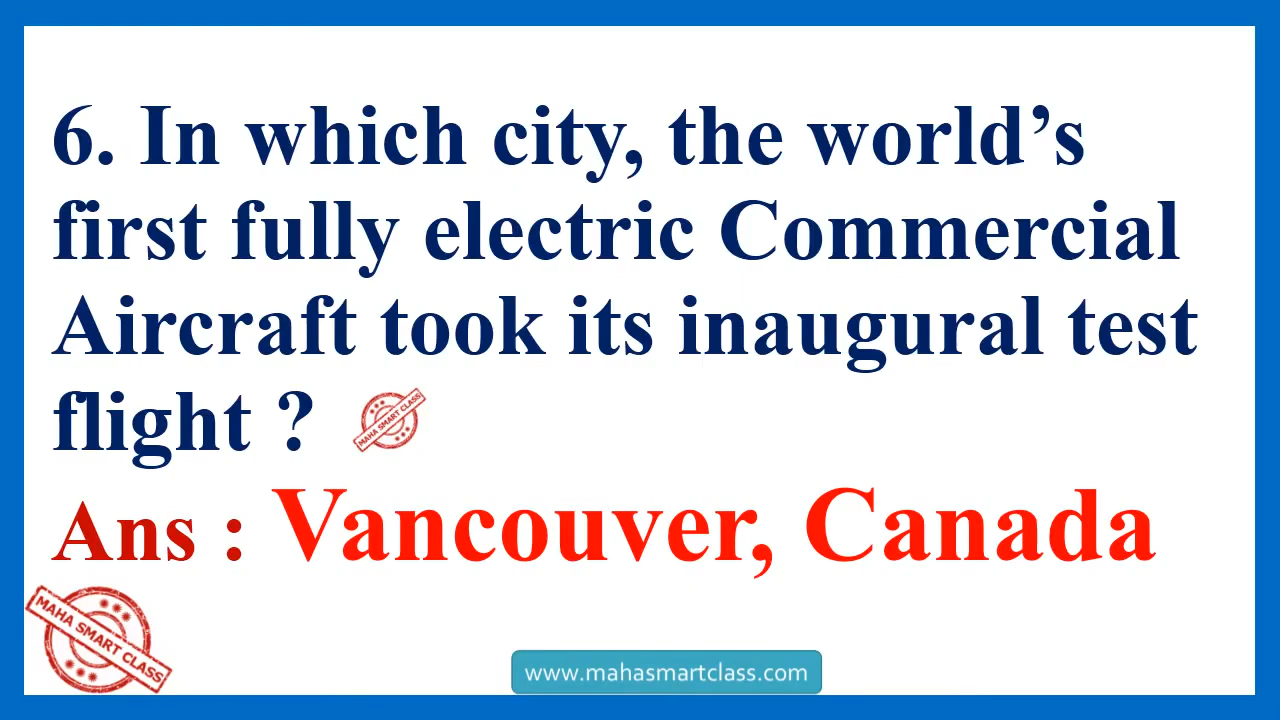 6. In which city, the world’s
first fully electric Commercial
Aircraft took its inaugural test
flight ?
MAHA SMART CLASS
Ans : Vancouver, Canada
MAHA SMART CLASS
www.mahasmartclass.com